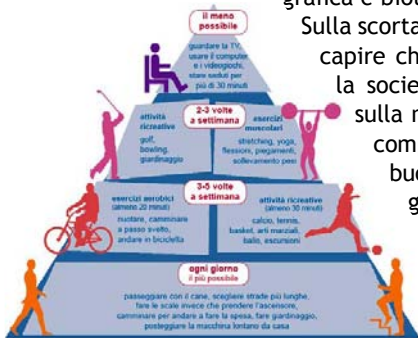 grafica e biol
Sulla scorta
capire ch
la socie
sulla r
com
bud
g
il meno
possibile
guardare la TV,
usare il computer
e i videogiochi,
stare seduti per
più di 30 minuti
2-3 volte
a settimana
attività
ricreative
golf,
bowling,
giardinaggio
esercizi
muscolari
stretching, yoga,
flessioni, piegamenti,
sollevamento pesi
3-5 volte
a settimana
esercizi aerobici
(almeno 20 minuti)
nuotare, camminare
a passo svelto,
andare in bicicletta
attività ricreative
(almeno 30 minuti)
calcio, tennis,
basket, arti marziali,
ballo, escursioni
ogni giorno
il più possibile
passeggiare con il cane, scegliere strade più lunghe,
fare le scale invece che prendere l'ascensore,
camminare per andare a fare la spesa, fare giardinaggio,
posteggiare la macchina lontano da casa